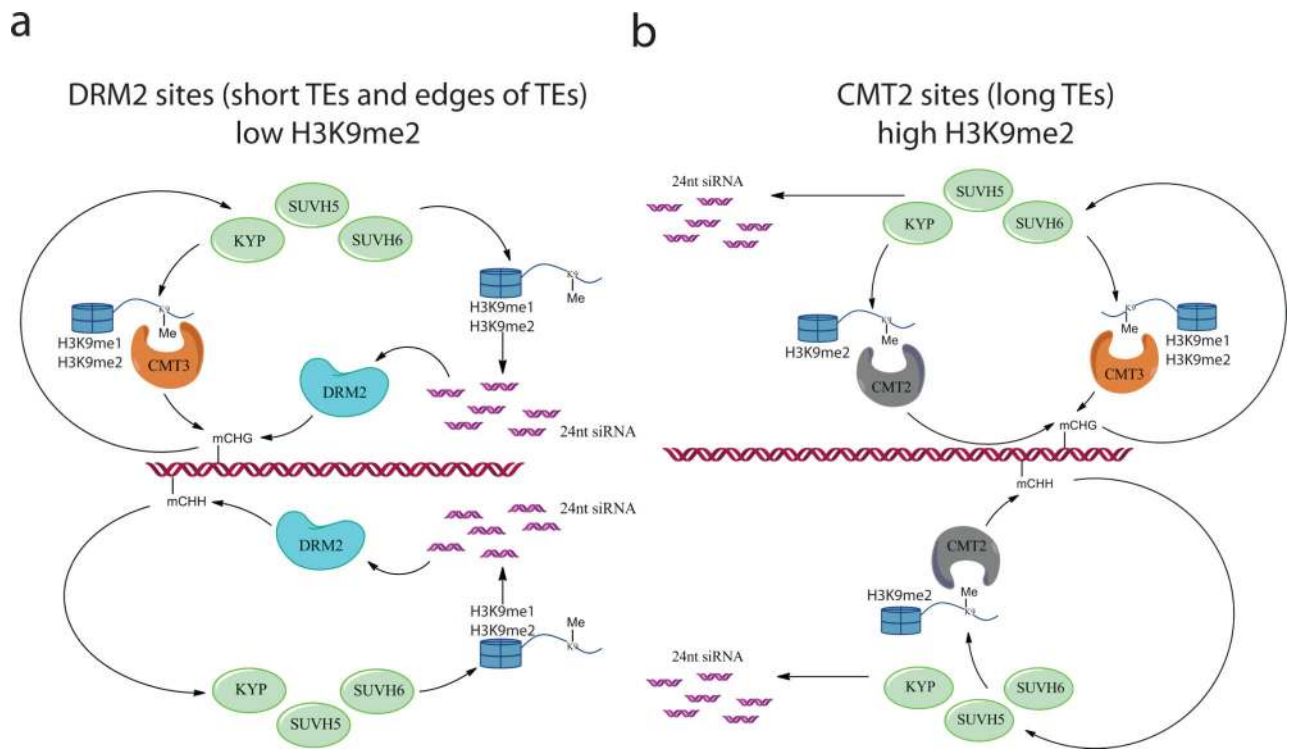 a
DRM2 sites (short TEs and edges of TEs)
low H3K9me2
SUVH5
KYP
SUVH6
K9
Me
H3K9me1
H3K9me2
CMT3
K9
Me
H3K9me1
H3K9me2
DRM2
24nt siRNA
mCHG
mCHH
DRM2
24nt siRNA
H3K9me1
H3K9me2
Me
K9
KYP
SUVH6
SUVH5
b
CMT2 sites (long TEs)
high H3K9me2
24nt siRNA
SUVH5
KYP
SUVH6
K9
Me
H3K9me2
CMT2
K9
Me
H3K9me1
H3K9me2
CMT3
mCHG
mCHH
CMT2
Me
K9
H3K9me2
24nt siRNA
KYP
SUVH6
SUVH5